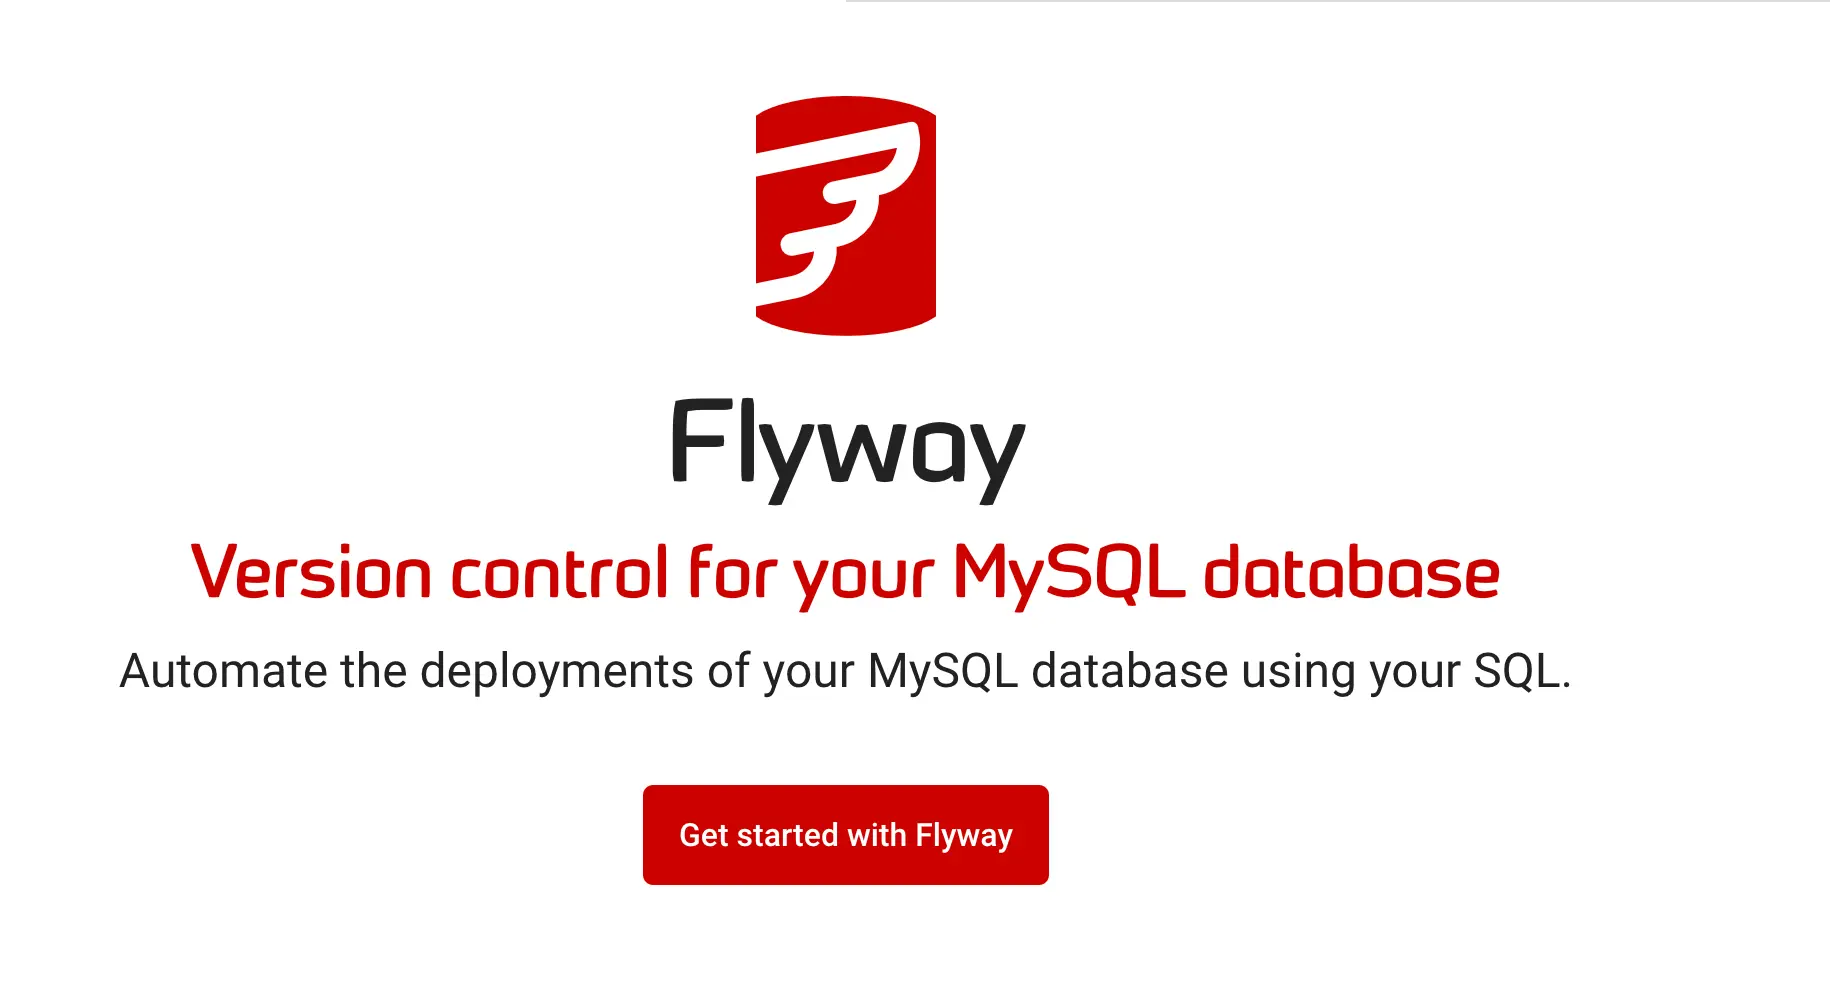 Flyway
Version control for your MySQL database
Automate the deployments of your MySQL database using your SQL.
Get started with Flyway